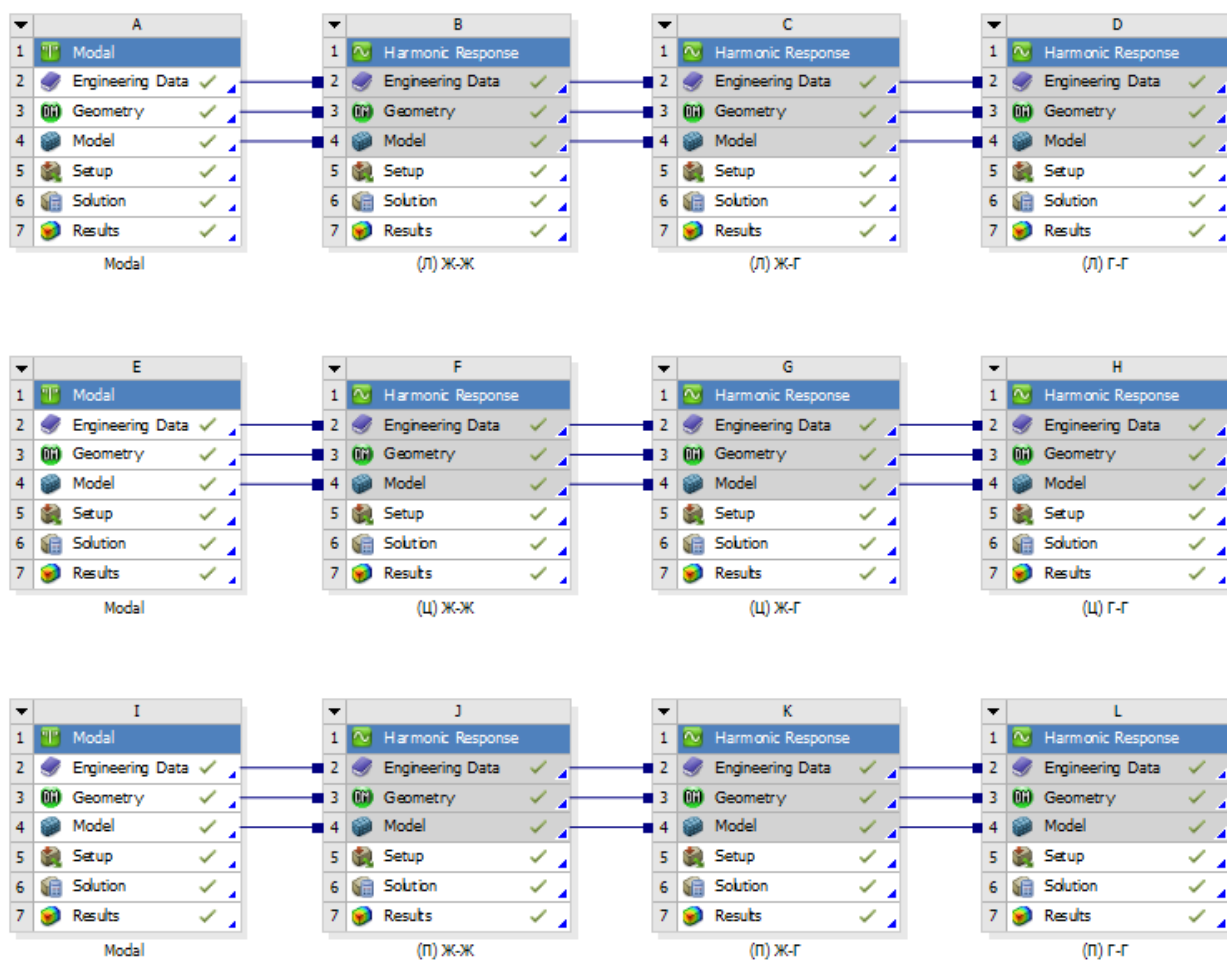 A B C D
1 Modal 1 Harmonic Response 1 Harmonic Response 1 Harmonic Response
2 Engineering Data 2 Engineering Data 2 Engineering Data 2 Engineering Data
3 Geometry 3 Geometry 3 Geometry 3 Geometry
4 Model 4 Model 4 Model 4 Model
5 Setup 5 Setup 5 Setup 5 Setup
6 Solution 6 Solution 6 Solution 6 Solution
7 Results 7 Results 7 Results 7 Results
Modal (Л) Ж-Ж (Л) Ж-Г (Л) Г-Г
E F G H
1 Modal 1 Harmonic Response 1 Harmonic Response 1 Harmonic Response
2 Engineering Data 2 Engineering Data 2 Engineering Data 2 Engineering Data
3 Geometry 3 Geometry 3 Geometry 3 Geometry
4 Model 4 Model 4 Model 4 Model
5 Setup 5 Setup 5 Setup 5 Setup
6 Solution 6 Solution 6 Solution 6 Solution
7 Results 7 Results 7 Results 7 Results
Modal (Ц) Ж-Ж (Ц) Ж-Г (Ц) Г-Г
I J K L
1 Modal 1 Harmonic Response 1 Harmonic Response 1 Harmonic Response
2 Engineering Data 2 Engineering Data 2 Engineering Data 2 Engineering Data
3 Geometry 3 Geometry 3 Geometry 3 Geometry
4 Model 4 Model 4 Model 4 Model
5 Setup 5 Setup 5 Setup 5 Setup
6 Solution 6 Solution 6 Solution 6 Solution
7 Results 7 Results 7 Results 7 Results
Modal (П) Ж-Ж (П) Ж-Г (П) Г-Г